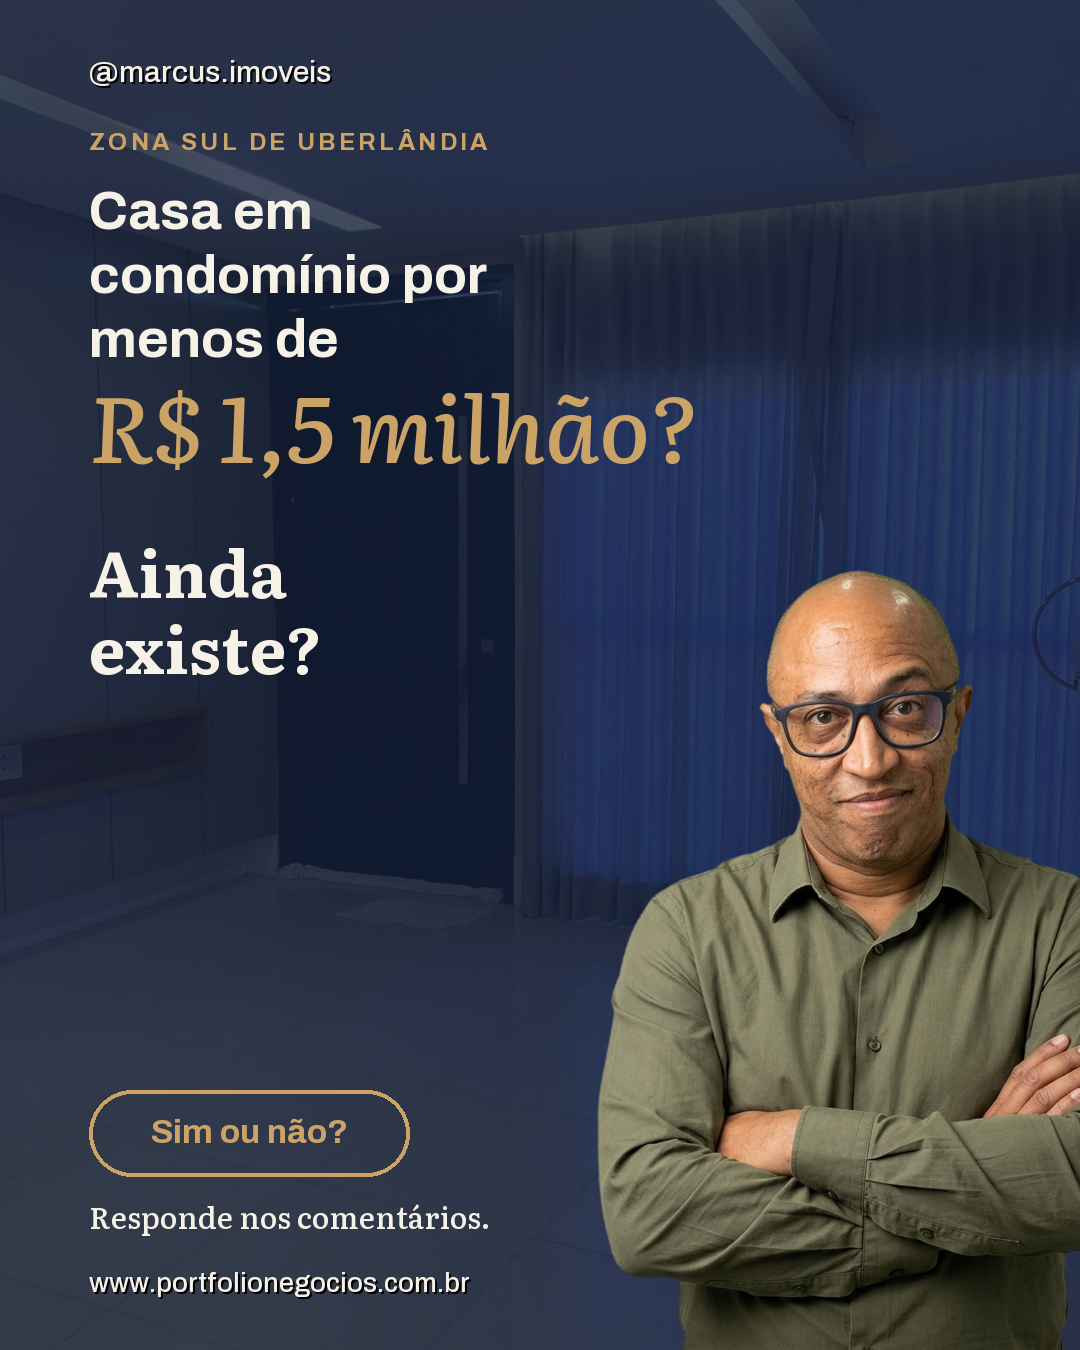 @marcus.imoveis
ZONA SUL DE UBERLÂNDIA
Casa em
condomínio por
menos de
R$ 1,5 milhão?
Ainda
existe?
Sim ou não?
Responde nos comentários.
www.portfolionegocios.com.br